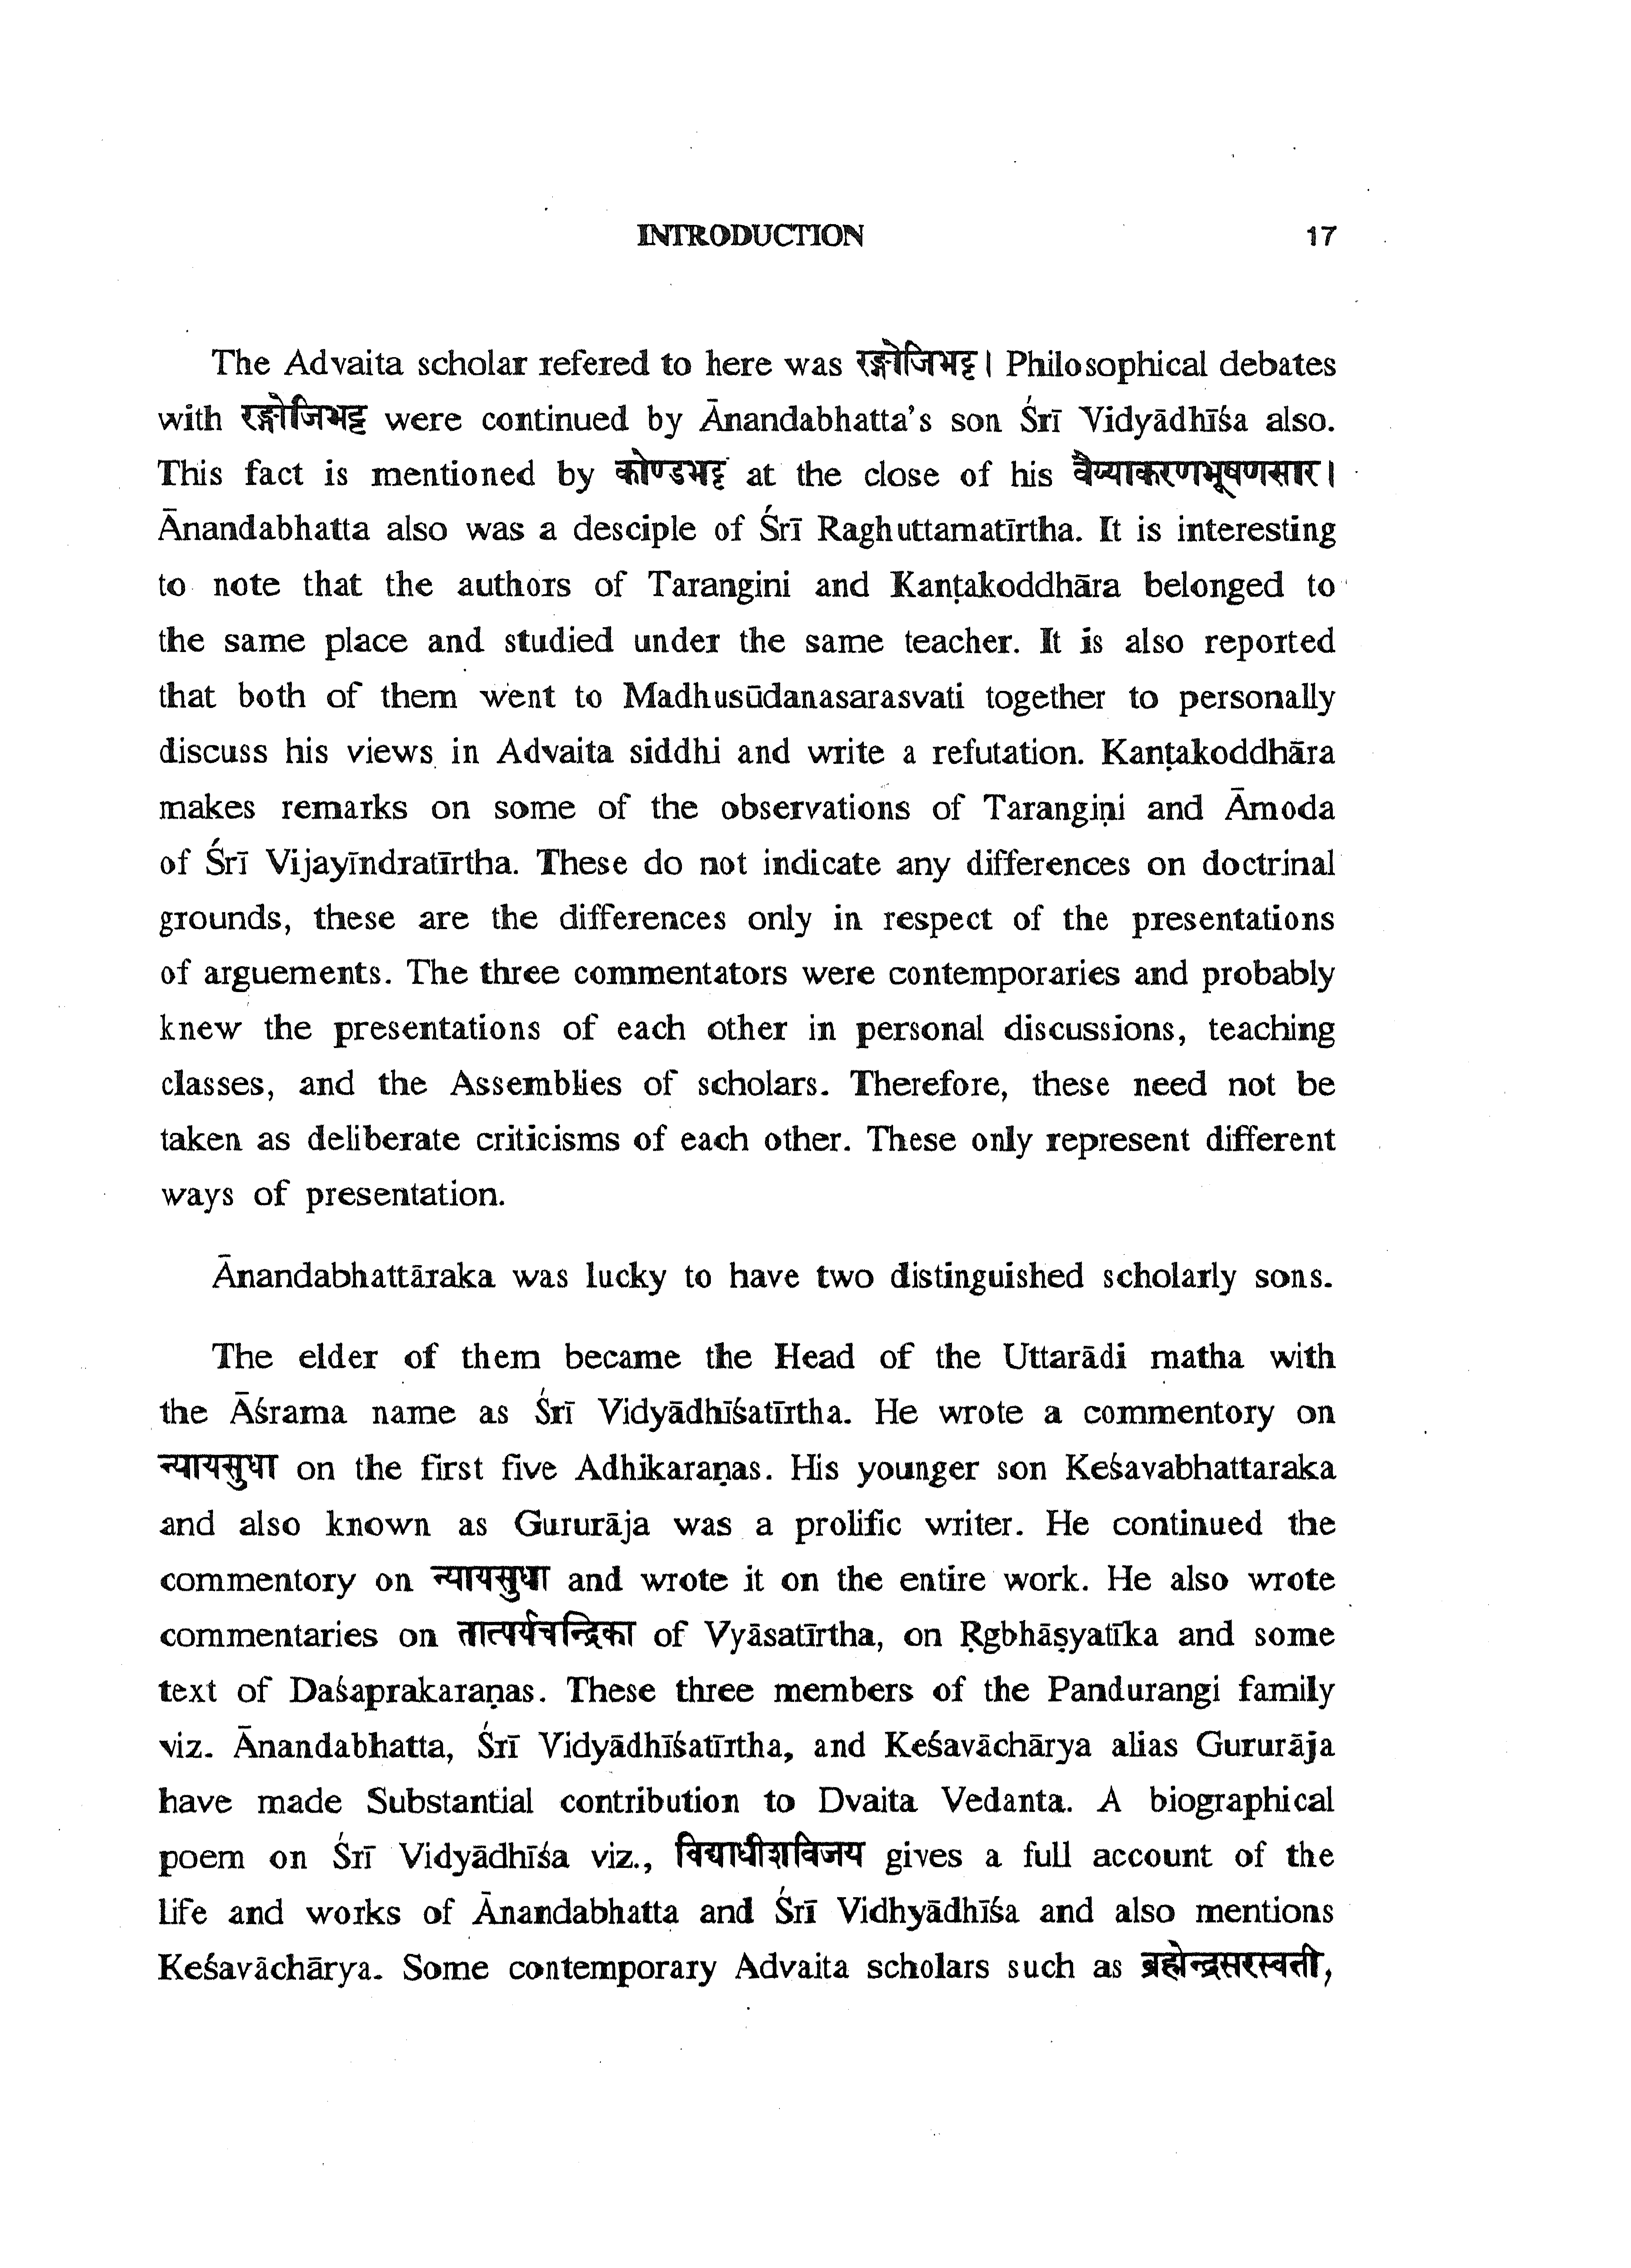 INTRODUCTION 17
The Advaita scholar refered to here was रङ्गोजिभट्ट। Philosophical debates
with रङ्गोजिभट्ट were continued by Ānandabhatta's son Śrī Vidyādhīśa also.
This fact is mentioned by कोण्डभट्ट at the close of his वैय्याकरणभूषणसार।
Ānandabhatta also was a desciple of Śrī Raghuttamatīrtha. It is interesting
to note that the authors of Tarangini and Kanṭakoddhāra belonged to
the same place and studied under the same teacher. It is also reported
that both of them went to Madhusūdanasarasvati together to personally
discuss his views in Advaita siddhi and write a refutation. Kanṭakoddhāra
makes remarks on some of the observations of Tarangiṇi and Āmoda
of Śrī Vijayīndratīrtha. These do not indicate any differences on doctrinal
grounds, these are the differences only in respect of the presentations
of arguements. The three commentators were contemporaries and probably
knew the presentations of each other in personal discussions, teaching
classes, and the Assemblies of scholars. Therefore, these need not be
taken as deliberate criticisms of each other. These only represent different
ways of presentation.
Ānandabhattāraka was lucky to have two distinguished scholarly sons.
The elder of them became the Head of the Uttarādi matha with
the Āśrama name as Śrī Vidyādhīśatīrtha. He wrote a commentory on
न्यायसुधा on the first five Adhikaraṇas. His younger son Keśavabhattaraka
and also known as Gururāja was a prolific writer. He continued the
commentory on न्यायसुधा and wrote it on the entire work. He also wrote
commentaries on तात्पर्यचन्द्रिका of Vyāsatīrtha, on Ṛgbhāṣyatīka and some
text of Daśaprakaraṇas. These three members of the Pandurangi family
viz. Ānandabhatta, Śrī Vidyādhīśatīrtha, and Keśavāchārya alias Gururāja
have made Substantial contribution to Dvaita Vedanta. A biographical
poem on Śrī Vidyādhīśa viz., विद्याधीशविजय gives a full account of the
life and works of Ānandabhatta and Śrī Vidhyādhīśa and also mentions
Keśavāchārya. Some contemporary Advaita scholars such as ब्रह्मेन्द्रसरस्वती,